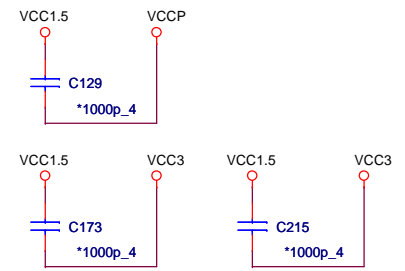 VCC1.5 VCCP
C129
*1000p_4
VCC1.5 VCC3 VCC1.5 VCC3
C173 C215
*1000p_4 *1000p_4